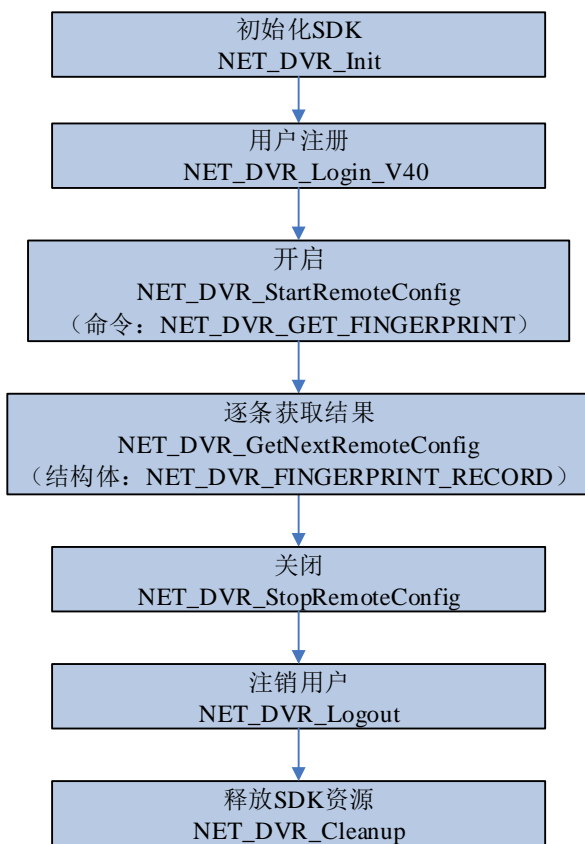 初始化SDK
NET_DVR_Init
用户注册
NET_DVR_Login_V40
开启
NET_DVR_StartRemoteConfig
（命令：NET_DVR_GET_FINGERPRINT）
逐条获取结果
NET_DVR_GetNextRemoteConfig
（结构体：NET_DVR_FINGERPRINT_RECORD）
关闭
NET_DVR_StopRemoteConfig
注销用户
NET_DVR_Logout
释放SDK资源
NET_DVR_Cleanup